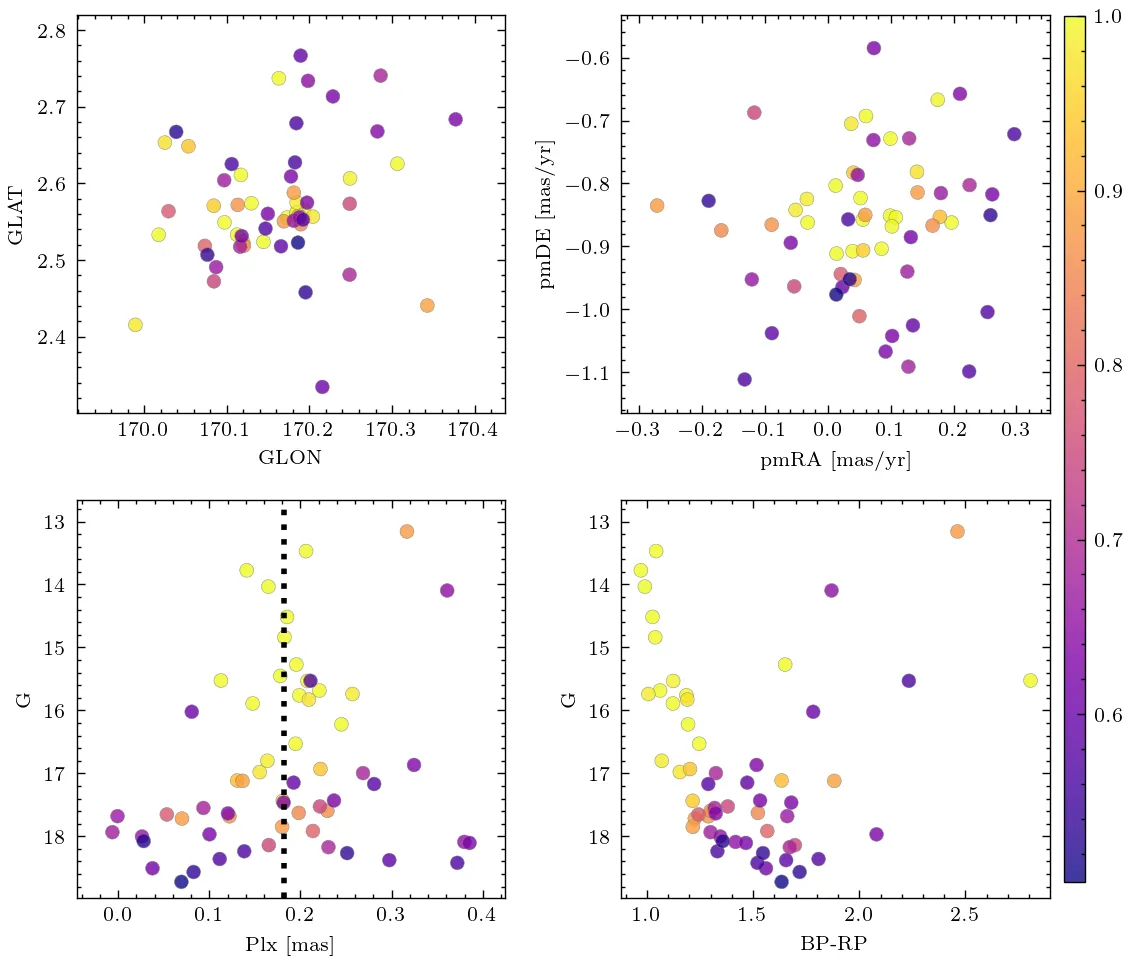 2.8
2.7
2.6
2.5
2.4
GLAT
170.0 170.1 170.2 170.3 170.4
GLON
−0.6
−0.7
−0.8
−0.9
−1.0
−1.1
pmDE [mas/yr]
−0.3 −0.2 −0.1 0.0 0.1 0.2 0.3
pmRA [mas/yr]
1.0
0.9
0.8
0.7
0.6
13
14
15
16
17
18
G
0.0 0.1 0.2 0.3 0.4
Plx [mas]
13
14
15
16
17
18
G
1.0 1.5 2.0 2.5
BP-RP